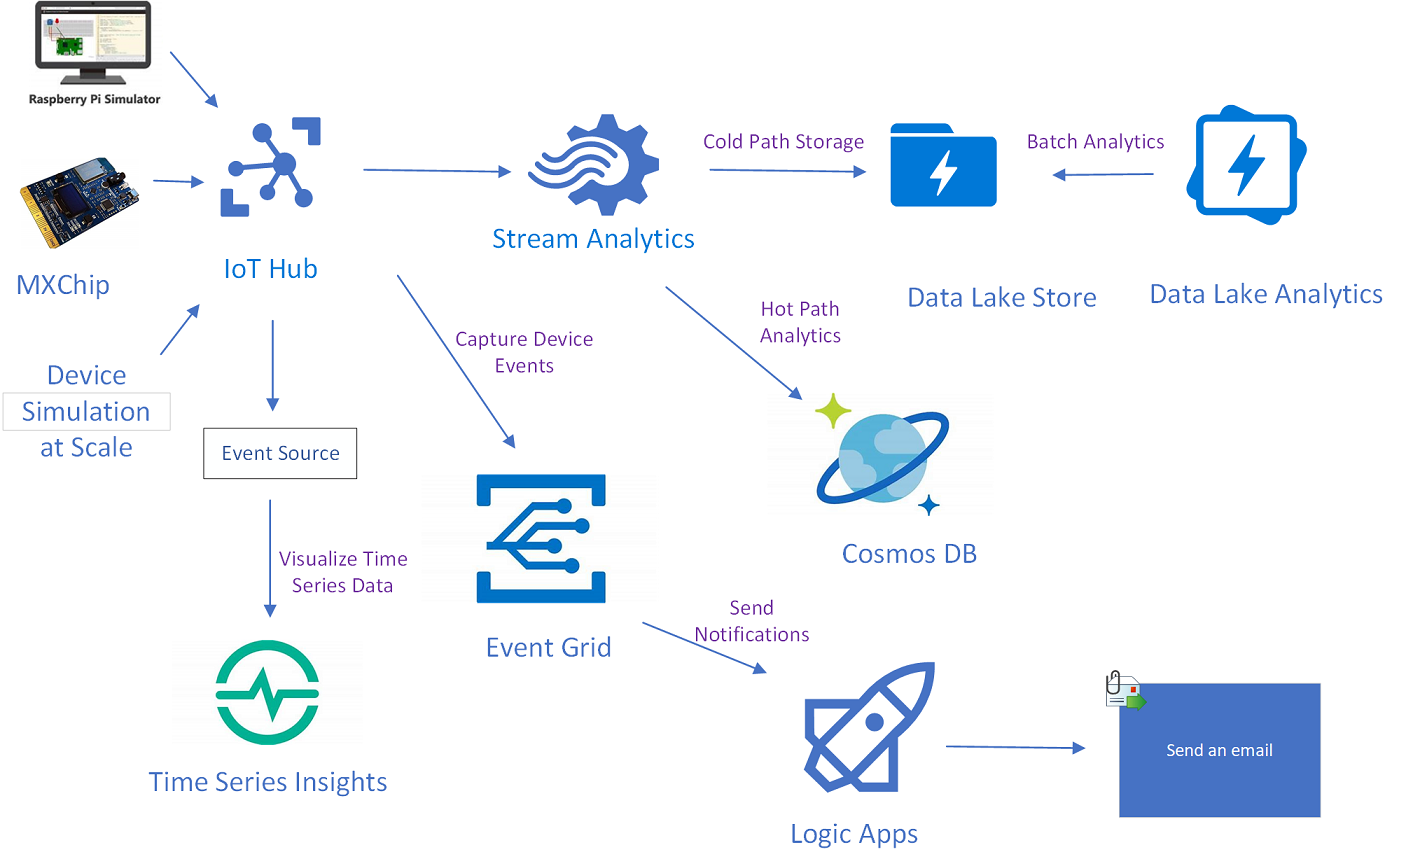 Raspberry Pi Simulator
MXChip
Device
Simulation
at Scale
IoT Hub
Event Source
Visualize Time
Series Data
Time Series Insights
Stream Analytics
Capture Device
Events
Event Grid
Cold Path Storage
Data Lake Store
Batch Analytics
Data Lake Analytics
Hot Path
Analytics
Cosmos DB
Send
Notifications
Logic Apps
Send an email